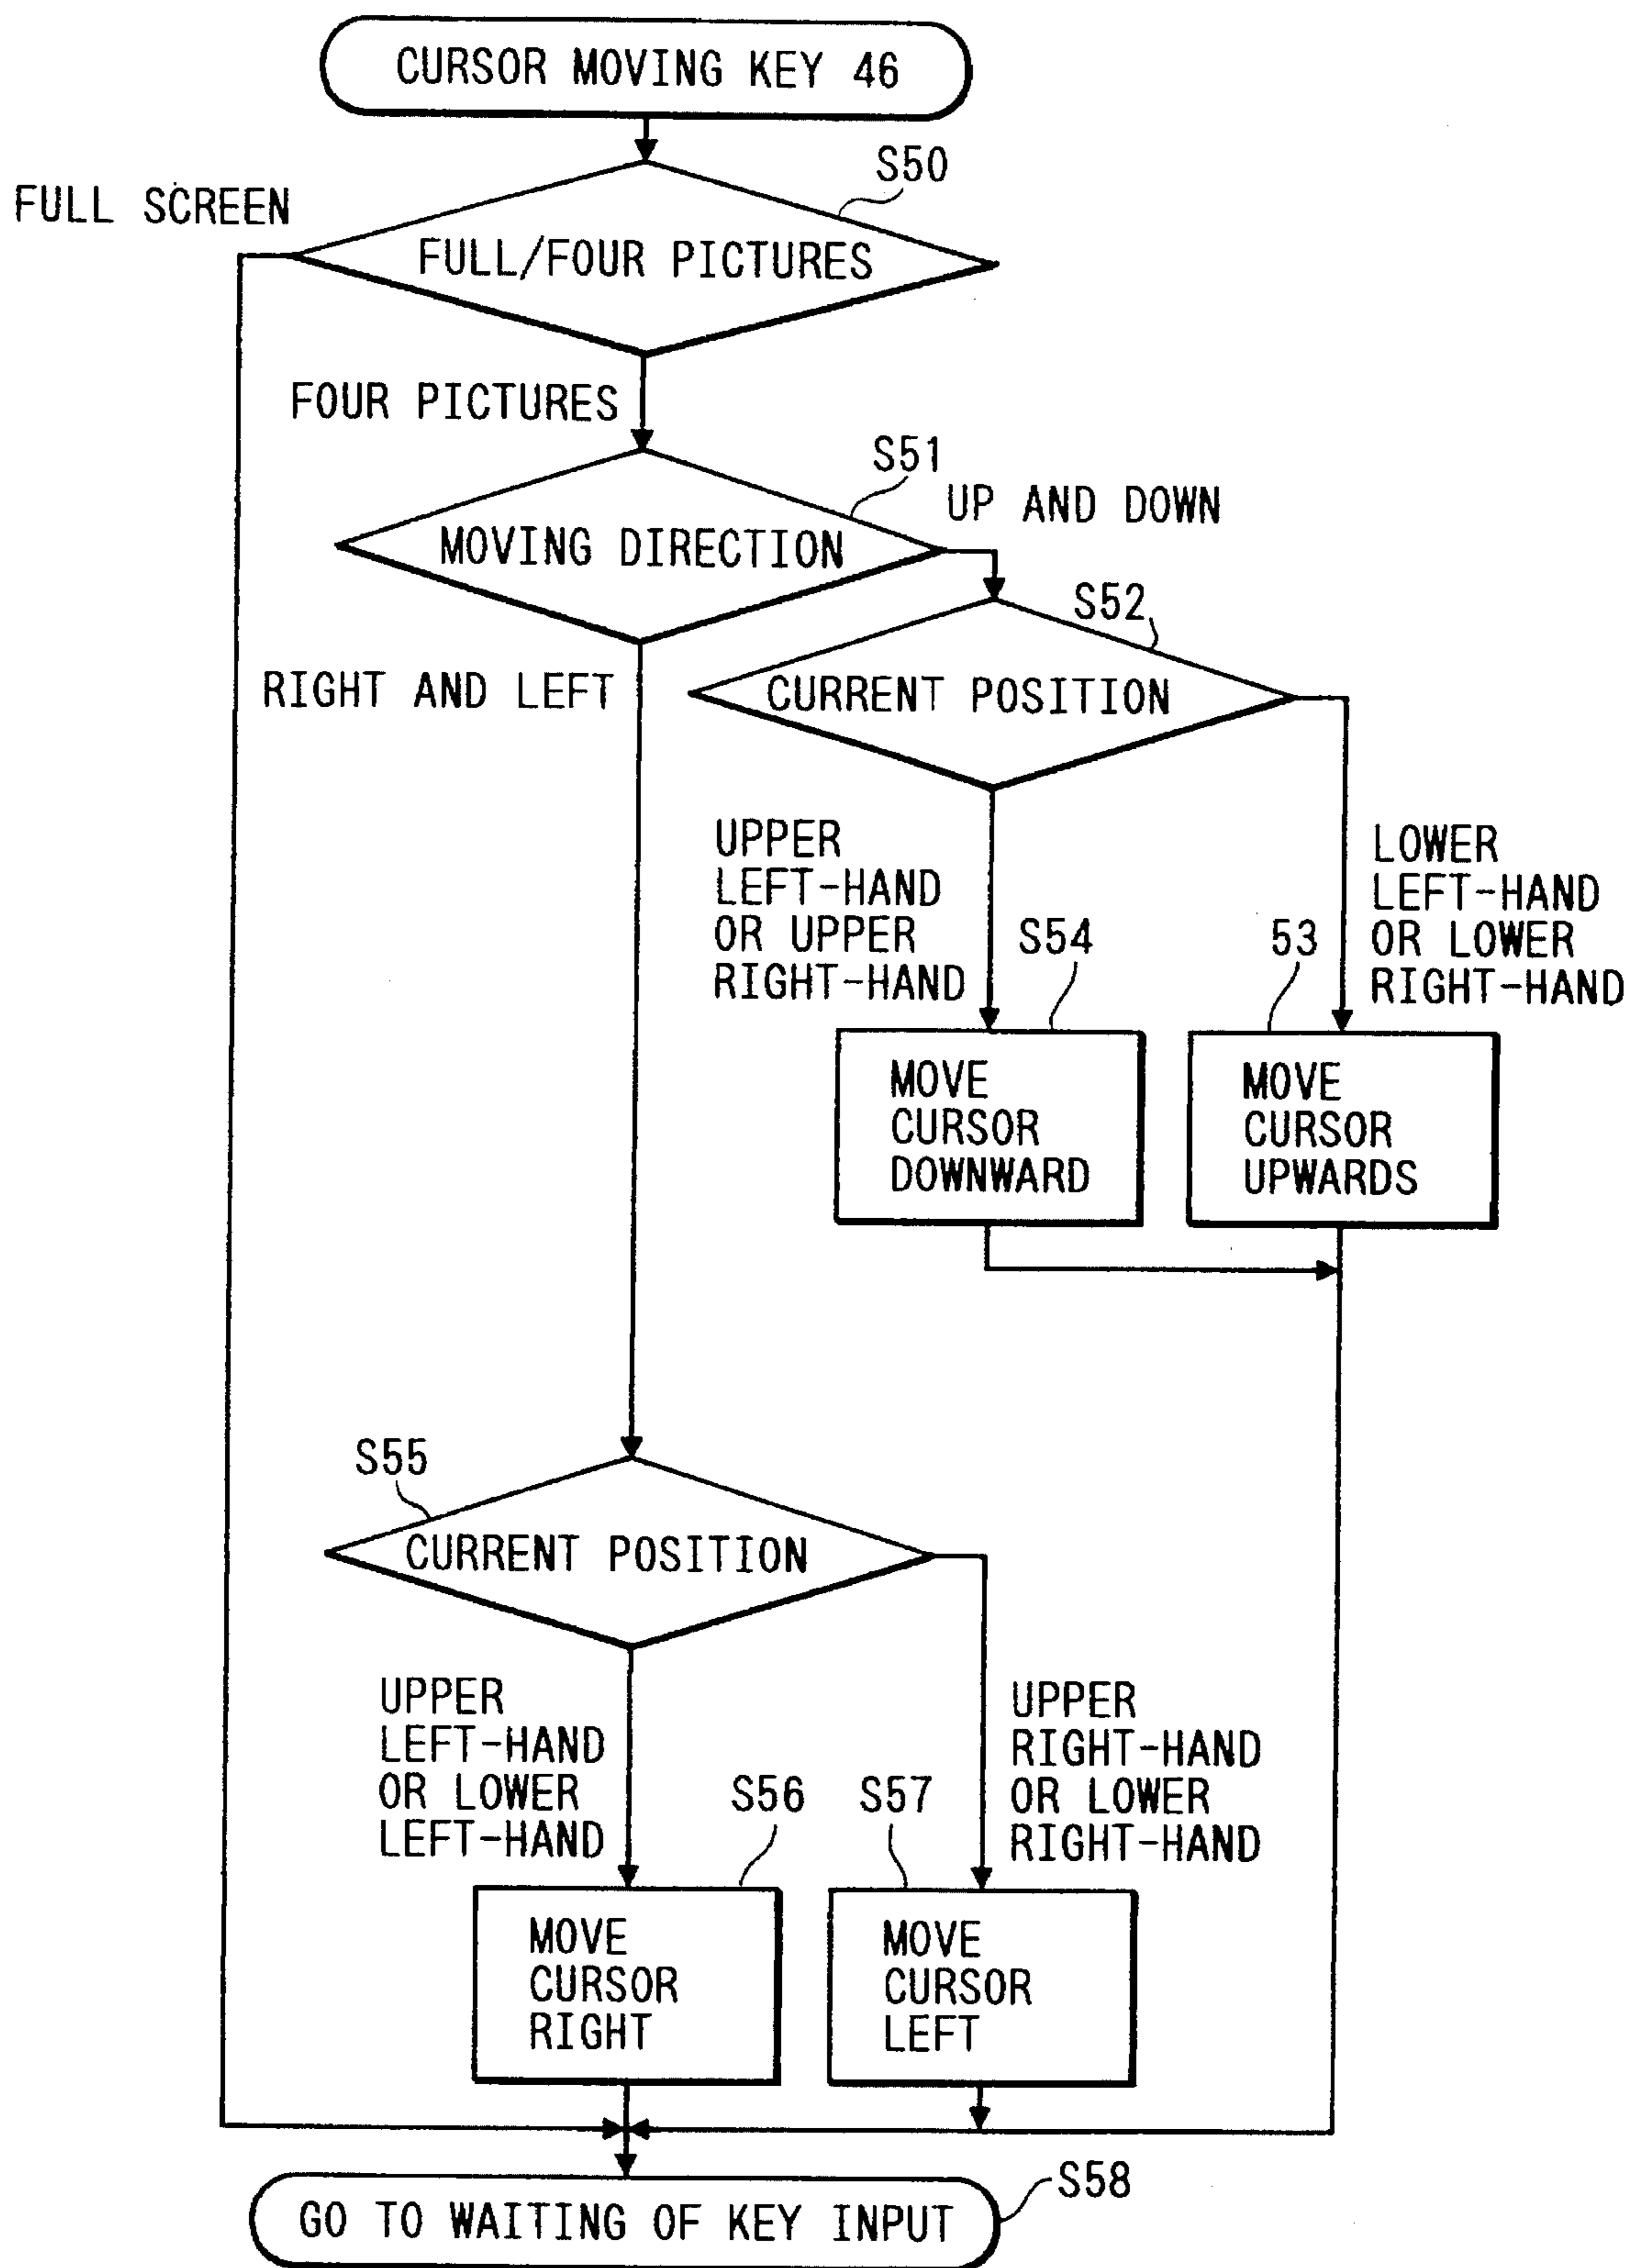 CURSOR MOVING KEY 46
S50
FULL SCREEN
FULL/FOUR PICTURES
FOUR PICTURES
S51
UP AND DOWN
MOVING DIRECTION
S52
RIGHT AND LEFT
CURRENT POSITION
UPPER
LEFT-HAND
OR UPPER
RIGHT-HAND
LOWER
LEFT-HAND
OR LOWER
RIGHT-HAND
S54
53
MOVE
CURSOR
DOWNWARD
MOVE
CURSOR
UPWARDS
S55
CURRENT POSITION
UPPER
LEFT-HAND
OR LOWER
LEFT-HAND
UPPER
RIGHT-HAND
OR LOWER
RIGHT-HAND
S56
S57
MOVE
CURSOR
RIGHT
MOVE
CURSOR
LEFT
S58
GO TO WAITING OF KEY INPUT